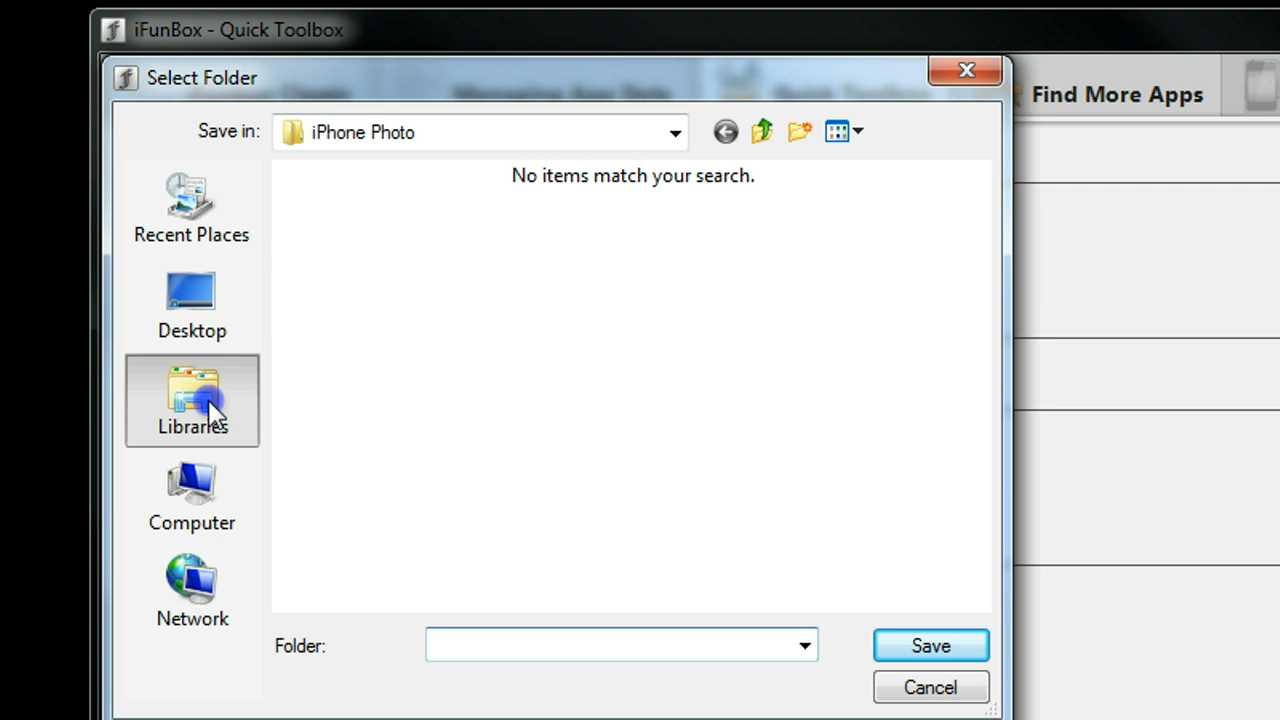 iFunBox - Quick Toolbox
Select Folder
Find More Apps
Save in:
iPhone Photo
No items match your search.
Recent Places
Desktop
Libraries
Computer
Network
Folder:
Save
Cancel